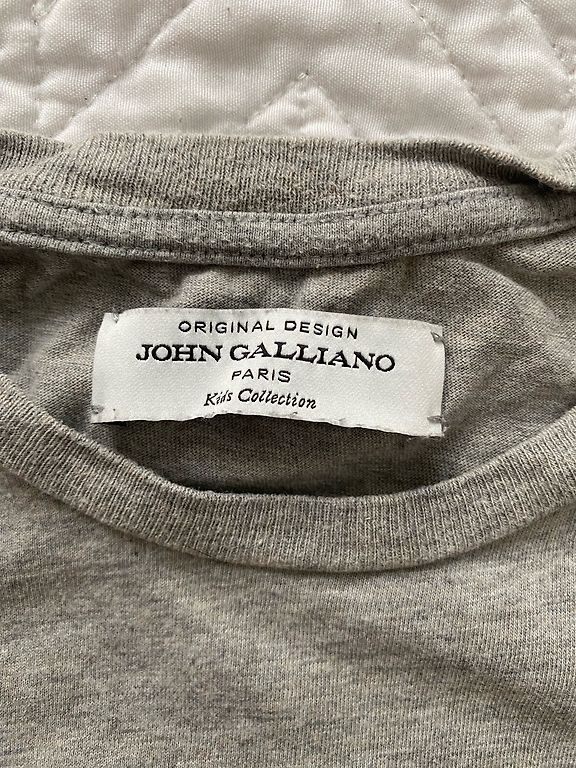 ORIGINAL DESIGN
JOHN GALLIANO
PARIS
Kids Collection